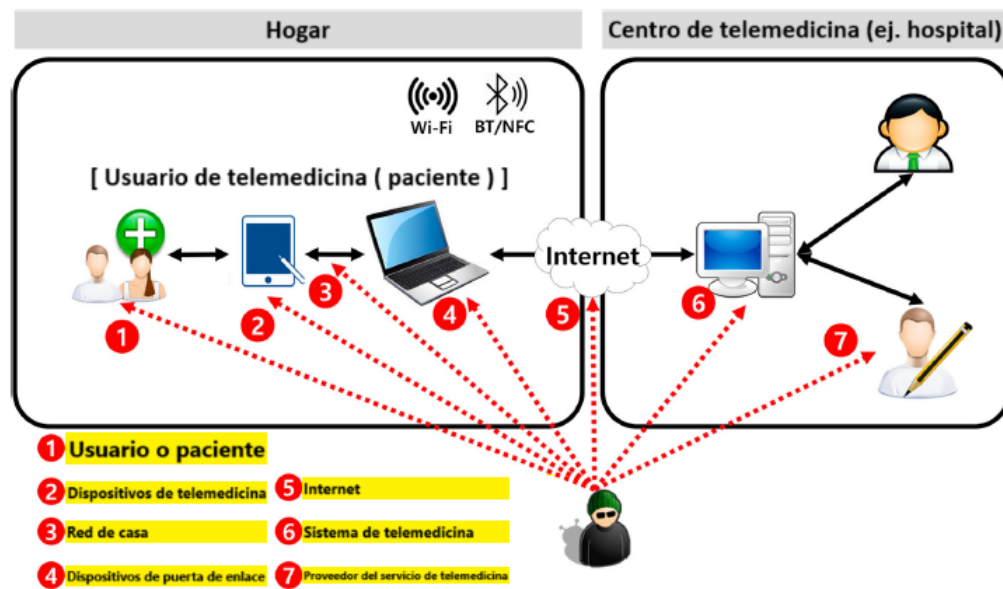 Hogar
Centro de telemedicina (ej. hospital)
Wi-Fi
BT/NFC
[ Usuario de telemedicina ( paciente ) ]
Internet
1
2
3
4
5
6
7
1 Usuario o paciente
2 Dispositivos de telemedicina
3 Red de casa
4 Dispositivos de puerta de enlace
5 Internet
6 Sistema de telemedicina
7 Proveedor del servicio de telemedicina